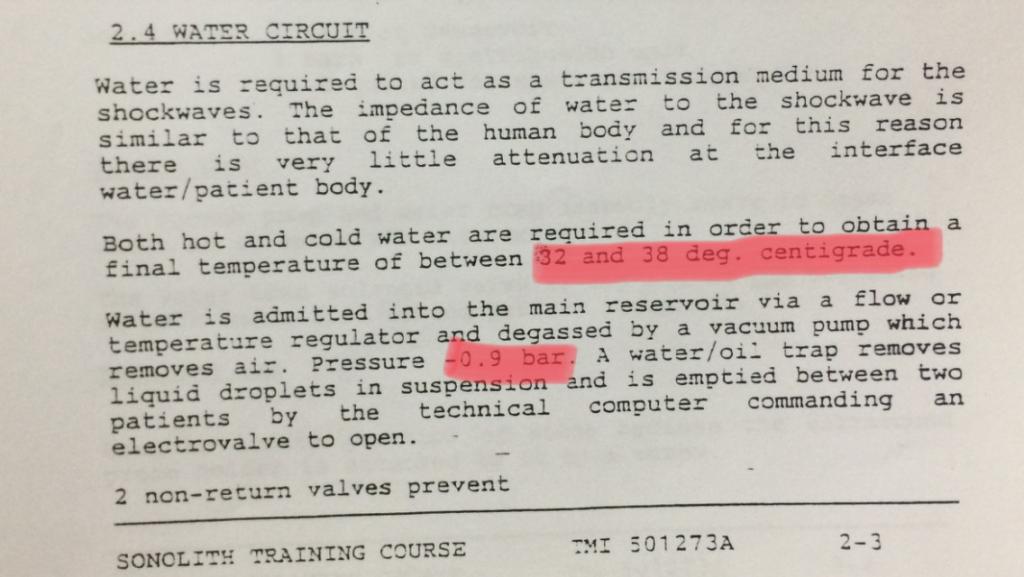 2.4 WATER CIRCUIT
Water is required to act as a transmission medium for the
shockwaves. The impedance of water to the shockwave is
similar to that of the human body and for this reason
there is very little attenuation at the interface
water/patient body.
Both hot and cold water are required in order to obtain a
final temperature of between 32 and 38 deg. centigrade.
Water is admitted into the main reservoir via a flow or
temperature regulator and degassed by a vacuum pump which
removes air. Pressure -0.9 bar. A water/oil trap removes
liquid droplets in suspension and is emptied between two
patients by the technical computer commanding an
electrovalve to open.
2 non-return valves prevent
SONOLITH TRAINING COURSE TMI 501273A 2-3